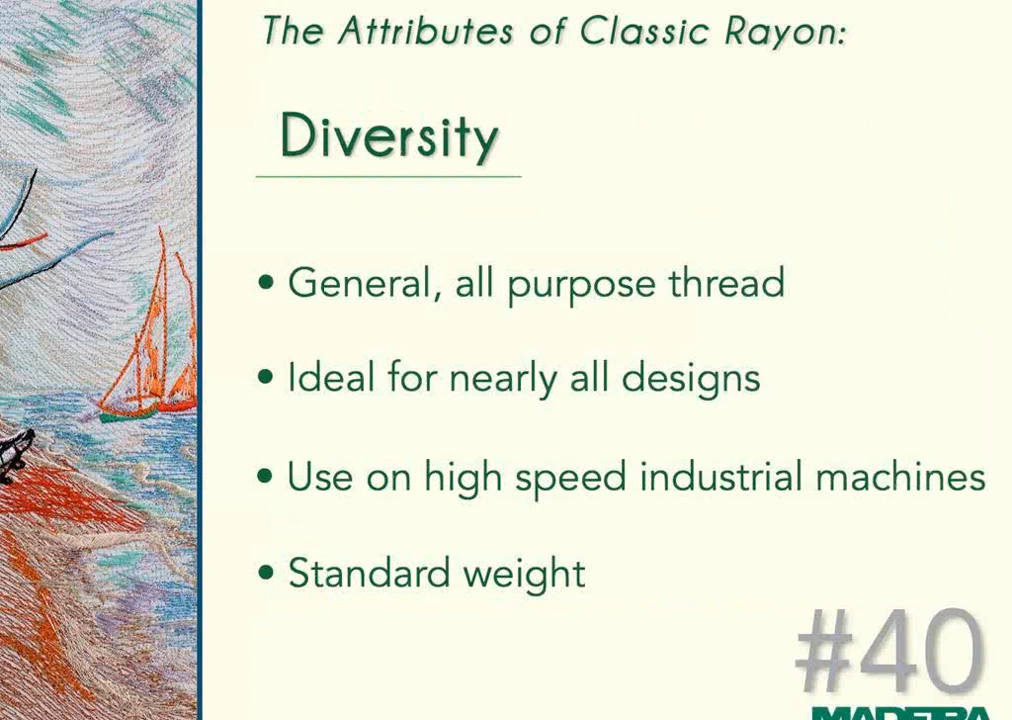 The Attributes of Classic Rayon:
Diversity
• General, all purpose thread
• Ideal for nearly all designs
• Use on high speed industrial machines
• Standard weight
#40
MADEIRA